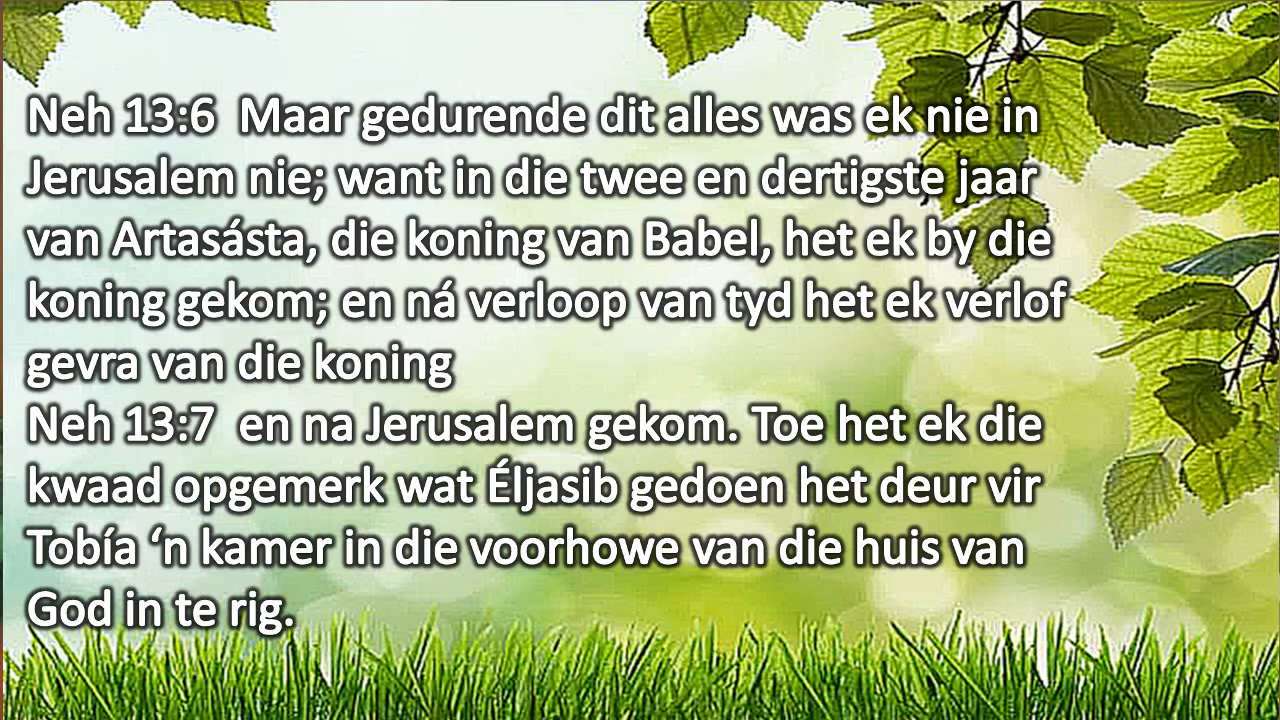 Neh 13:6  Maar gedurende dit alles was ek nie in
Jerusalem nie; want in die twee en dertigste jaar
van Artasásta, die koning van Babel, het ek by die
koning gekom; en ná verloop van tyd het ek verlof
gevra van die koning
Neh 13:7  en na Jerusalem gekom. Toe het ek die
kwaad opgemerk wat Éljasib gedoen het deur vir
Tobía ‘n kamer in die voorhowe van die huis van
God in te rig.